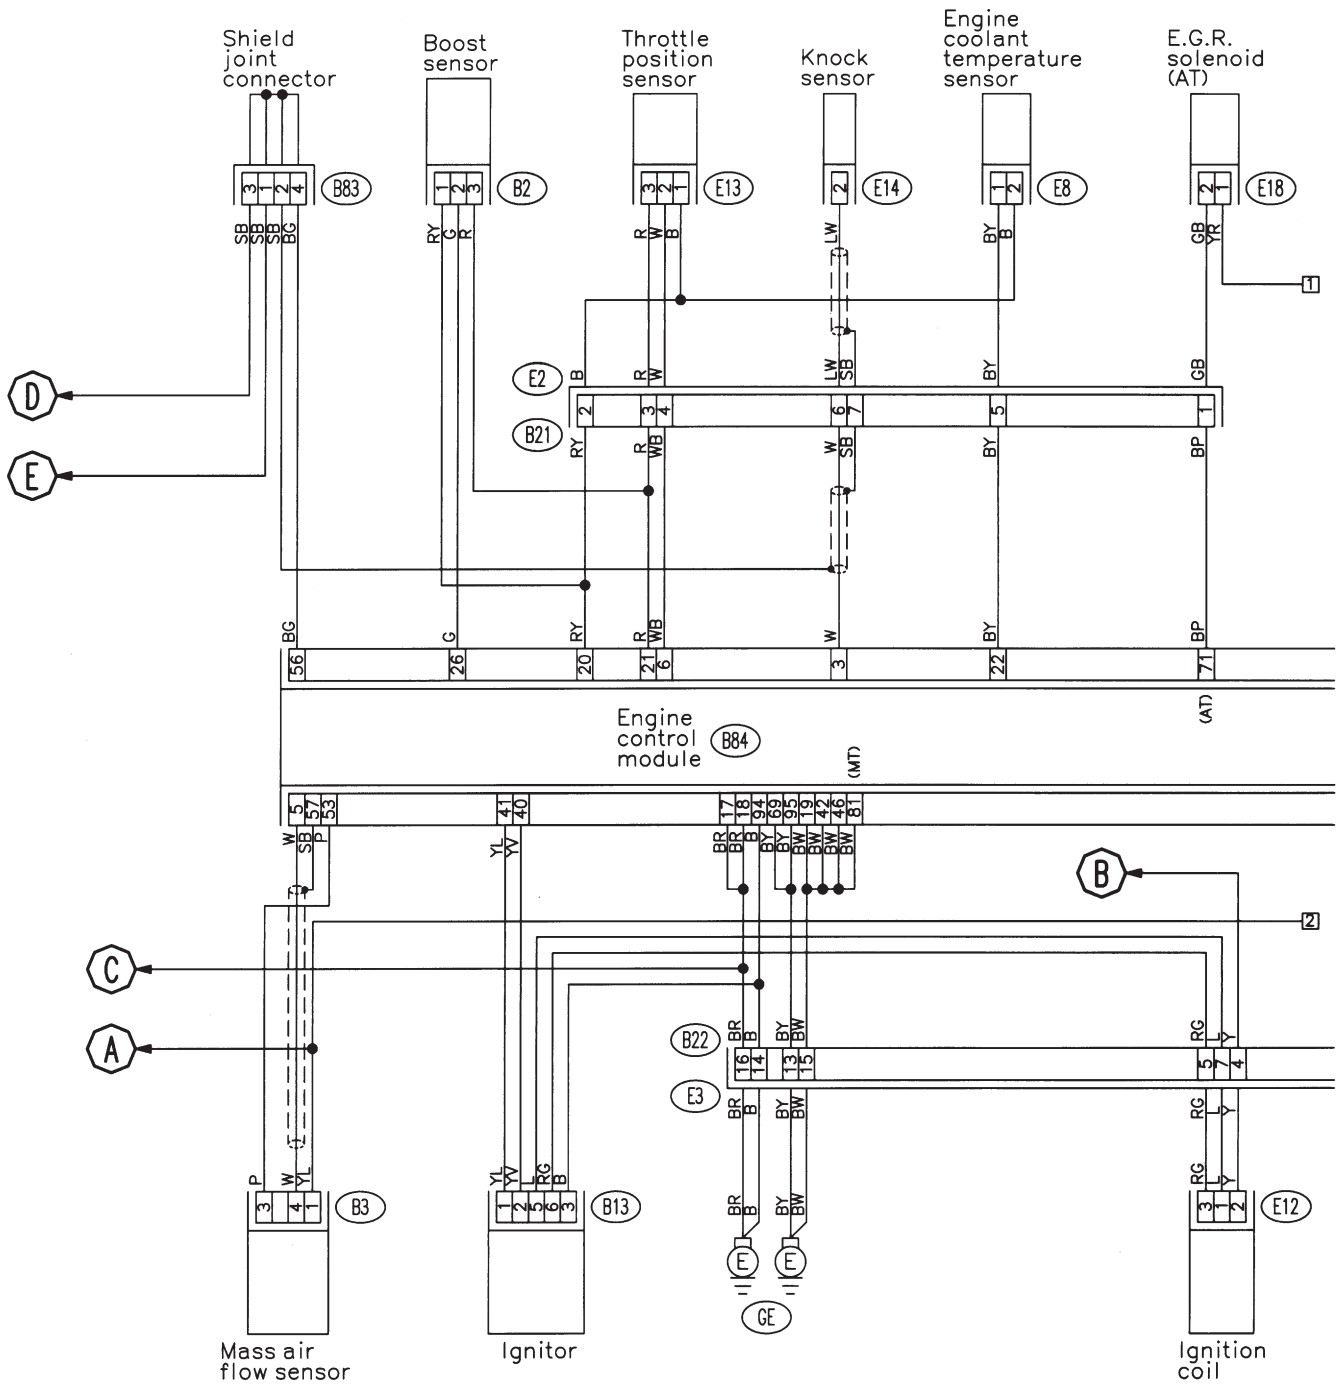 Shield
joint
connector
Boost
sensor
Throttle
position
sensor
Knock
sensor
Engine
coolant
temperature
sensor
E.G.R.
solenoid
(AT)
3 1 2 4
B83
1 2 3
B2
3 2 1
E13
2
E14
1 2
E8
2 1
E18
SB SB SB BG
RY G R
R W B
LW
BY B
GB YR
1
D
E2
B
R W
LW SB
BY
GB
2
3 4
6 7
5
1
B21
RY
R WB
W SB
BY
BP
E
BG
G
RY
R WB
W
BY
BP
56
26
20
21 6
3
22
71
(AT)
Engine
control
module
B84
(MT)
5 57 53
41 40
17 18 94 69 95 19 42 46 81
W SB P
YL YV
BR BR B BY BY BW BW BW BW
B
2
C
A
B22
BR B
BY BW
RG L Y
16 14
13 15
5 7 4
E3
BR B
BY BW
RG L Y
P
W YL
YL YV L RG B
BR B
BY BW
RG L Y
3
4 1
B3
1 2 5 6 3
B13
3 1 2
E12
E
E
GE
Mass air
flow sensor
Ignitor
Ignition
coil